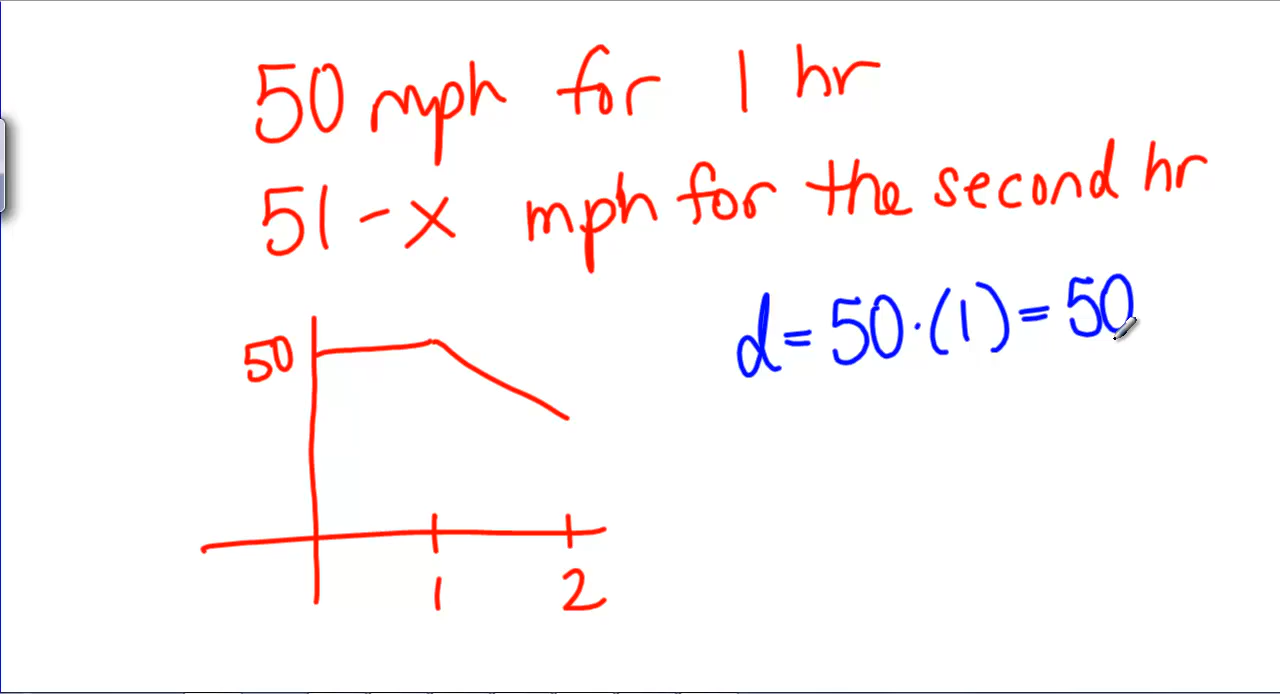 50 mph for 1 hr
51 - x mph for the second hr
d = 50 · (1) = 50
50
1 2